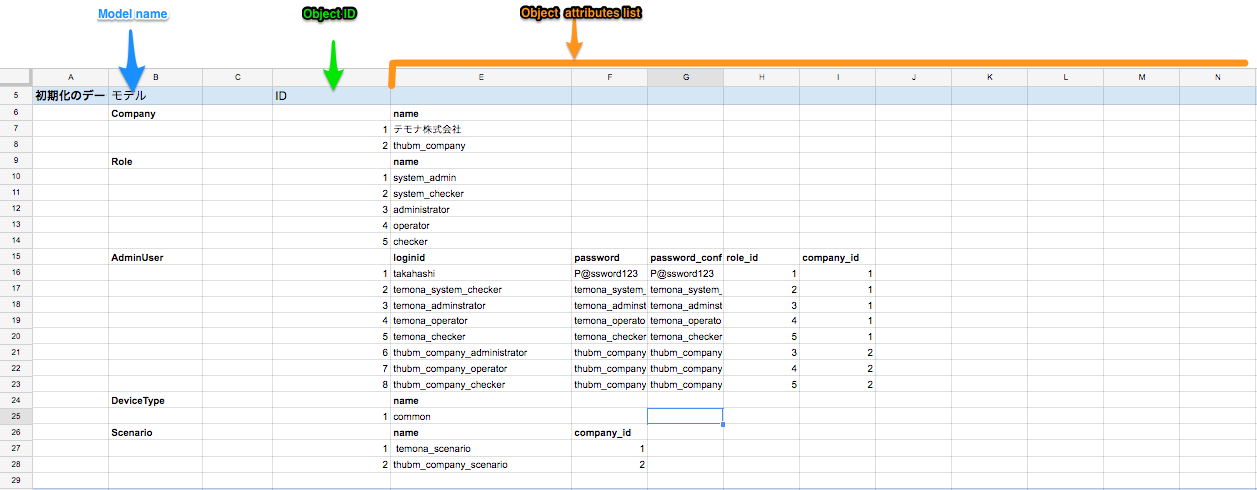 Model name Object ID Object attributes list
A B C E F G H I J K L M N
5 初期化のデー モデル ID
6 Company name
7 1 テモナ株式会社
8 2 thubm_company
9 Role name
10 1 system_admin
11 2 system_checker
12 3 administrator
13 4 operator
14 5 checker
15 AdminUser loginid password password_conf role_id company_id
16 1 takahashi P@ssword123 P@ssword123 1 1
17 2 temona_system_checker temona_system_ temona_system_ 2 1
18 3 temona_adminstrator temona_adminst temona_adminst 3 1
19 4 temona_operator temona_operato temona_operato 4 1
20 5 temona_checker temona_checker temona_checker 5 1
21 6 thubm_company_administrator thubm_company thubm_company 3 2
22 7 thubm_company_operator thubm_company thubm_company 4 2
23 8 thubm_company_checker thubm_company thubm_company 5 2
24 DeviceType name
25 1 common
26 Scenario name company_id
27 1 temona_scenario 1
28 2 thubm_company_scenario 2
29